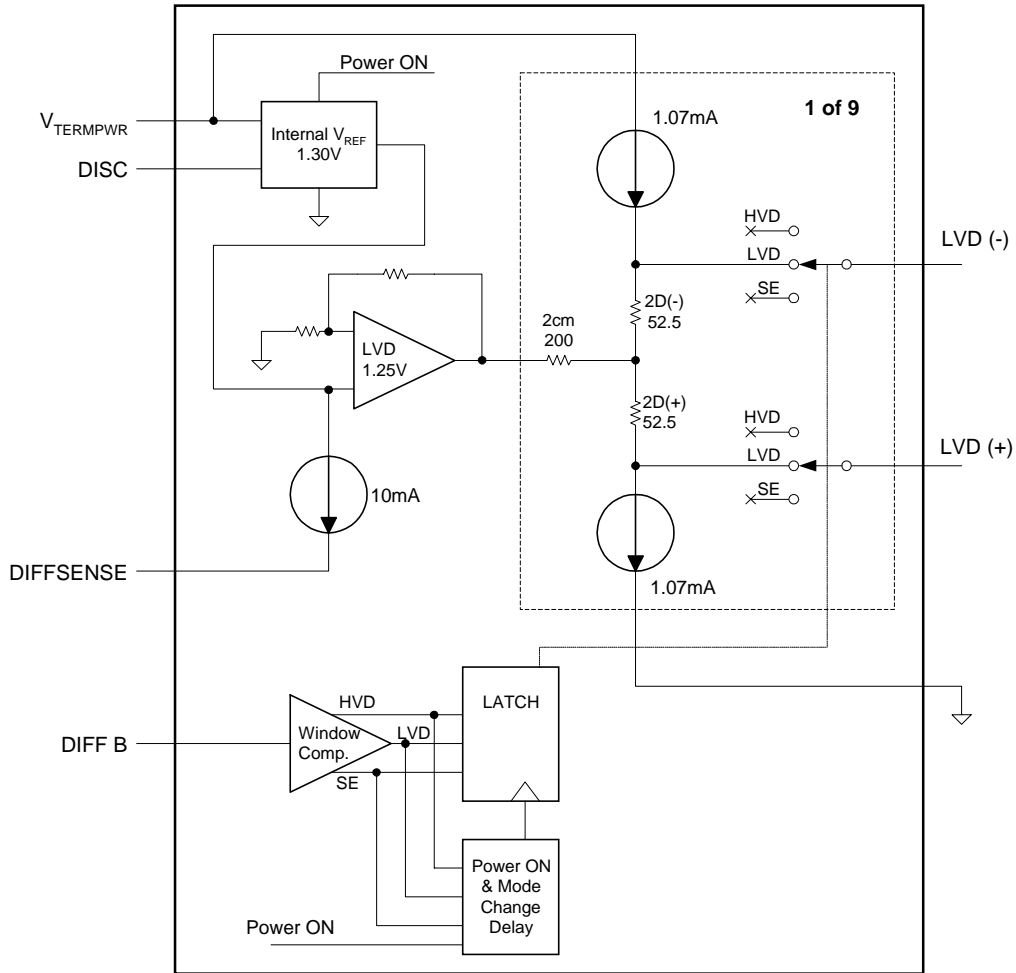 Power ON
1 of 9
V_TERMPWR
Internal V_REF
1.30V
1.07mA
DISC
HVD
LVD
SE
LVD (-)
2D(-)
52.5
2cm
200
LVD
1.25V
2D(+)
52.5
HVD
LVD
SE
LVD (+)
10mA
DIFFSENSE
1.07mA
HVD
LATCH
DIFF B
Window
Comp.
LVD
SE
Power ON
& Mode
Change
Delay
Power ON